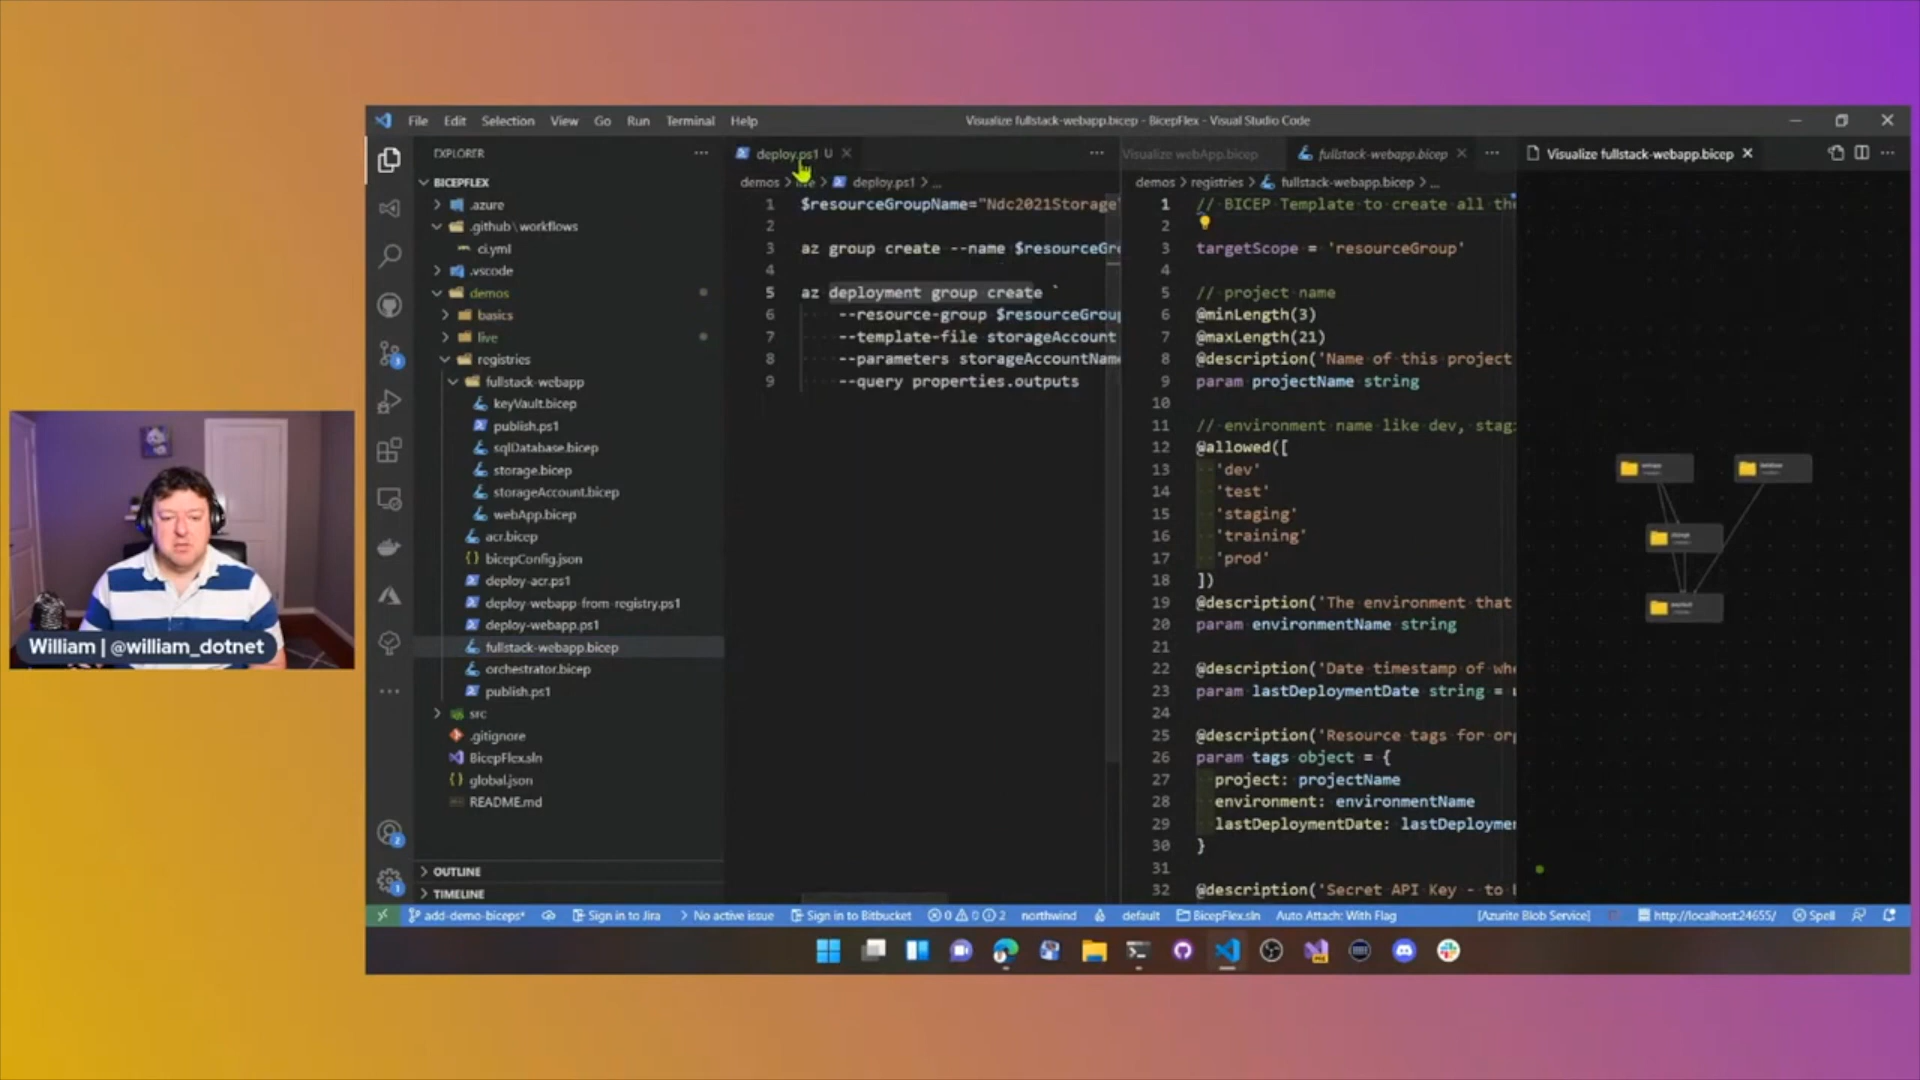 File Edit Selection View Go Run Terminal Help
Visualize fullstack-webapp.bicep - BicepFlex - Visual Studio Code
EXPLORER
BICEPFLEX
.azure
.github\workflows
ci.yml
.vscode
demos
basics
live
registries
fullstack-webapp
keyVault.bicep
publish.ps1
sqlDatabase.bicep
storage.bicep
storageAccount.bicep
webApp.bicep
acr.bicep
{} bicepConfig.json
deploy-acr.ps1
deploy-webapp-from-registry.ps1
deploy-webapp.ps1
fullstack-webapp.bicep
orchestrator.bicep
publish.ps1
src
.gitignore
BicepFlex.sln
{} global.json
README.md
OUTLINE
TIMELINE
deploy.ps1 U
demos > > deploy.ps1 > ...
1 $resourceGroupName="Ndc2021Storage"
2
3 az group create --name $resourceGro
4
5 az deployment group create `
6 --resource-group $resourceGroup
7 --template-file storageAccount
8 --parameters storageAccountName
9 --query properties.outputs
Visualize webApp.bicep
fullstack-webapp.bicep
demos > registries > fullstack-webapp.bicep > ...
1 // BICEP Template to create all the
2
3 targetScope = 'resourceGroup'
4
5 // project name
6 @minLength(3)
7 @maxLength(21)
8 @description('Name of this project
9 param projectName string
10
11 // environment name like dev, stag
12 @allowed([
13 'dev'
14 'test'
15 'staging'
16 'training'
17 'prod'
18 ])
19 @description('The environment that
20 param environmentName string
21
22 @description('Date timestamp of whe
23 param lastDeploymentDate string = u
24
25 @description('Resource tags for org
26 param tags object = {
27 project: projectName
28 environment: environmentName
29 lastDeploymentDate: lastDeploymen
30 }
31
32 @description('Secret API Key - to b
Visualize fullstack-webapp.bicep
William | @william_dotnet
add-demo-biceps* Sign in to Jira No active issue Sign in to Bitbucket 0 0 2 northwind default BicepFlex.sln Auto Attach: With Flag [Azurite Blob Service] http://localhost:24655/ Spell